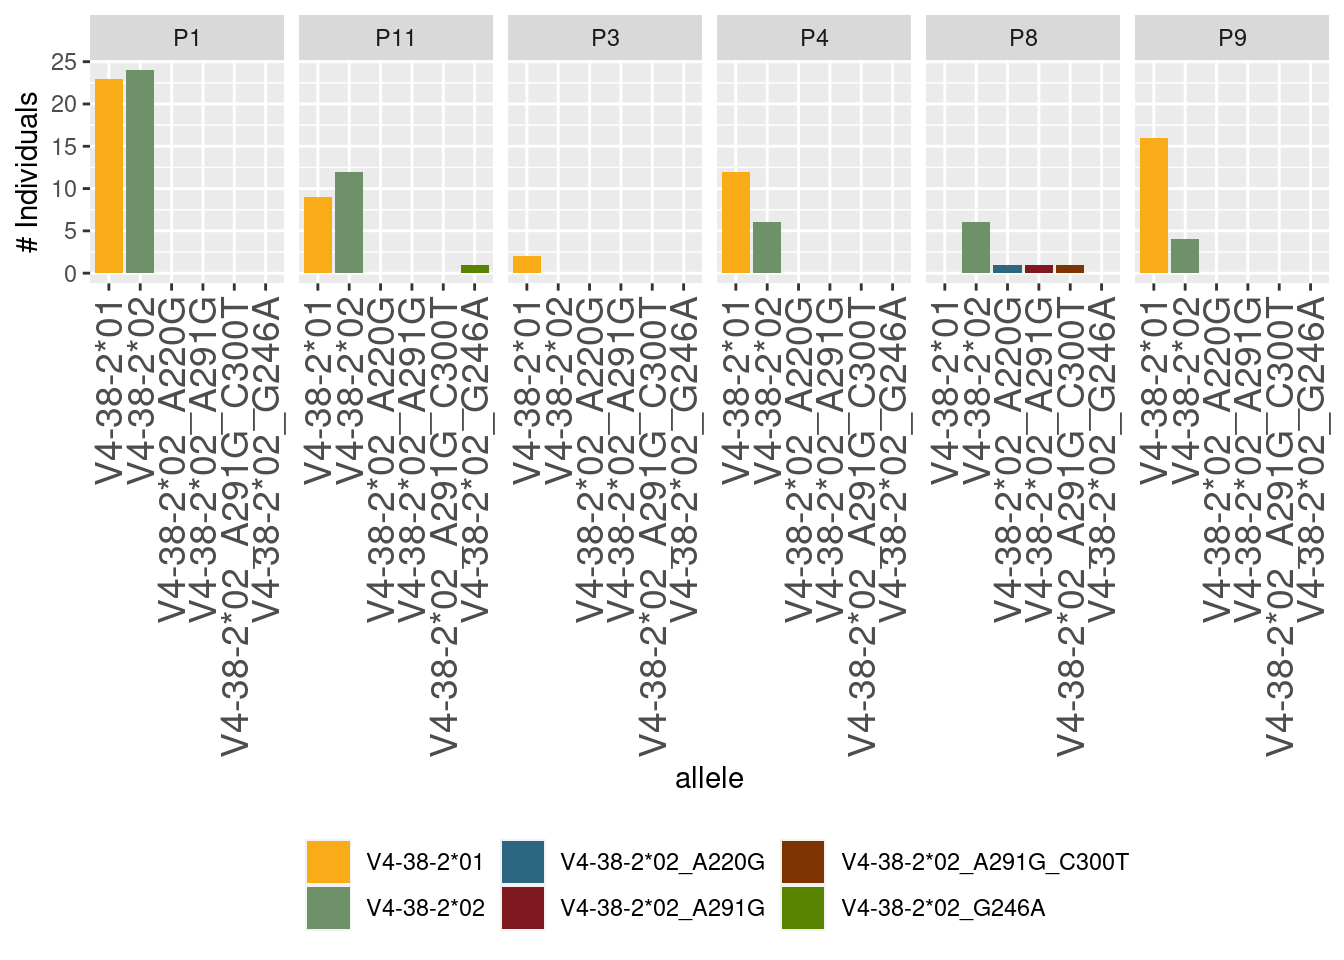 P1 P11 P3 P4 P8 P9
# Individuals
25
20
15
10
5
0
V4-38-2*01
V4-38-2*02
V4-38-2*02_A220G
V4-38-2*02_A291G
V4-38-2*02_A291G_C300T
V4-38-2*02_G246A
V4-38-2*01
V4-38-2*02
V4-38-2*02_A220G
V4-38-2*02_A291G
V4-38-2*02_A291G_C300T
V4-38-2*02_G246A
V4-38-2*01
V4-38-2*02
V4-38-2*02_A220G
V4-38-2*02_A291G
V4-38-2*02_A291G_C300T
V4-38-2*02_G246A
V4-38-2*01
V4-38-2*02
V4-38-2*02_A220G
V4-38-2*02_A291G
V4-38-2*02_A291G_C300T
V4-38-2*02_G246A
V4-38-2*01
V4-38-2*02
V4-38-2*02_A220G
V4-38-2*02_A291G
V4-38-2*02_A291G_C300T
V4-38-2*02_G246A
V4-38-2*01
V4-38-2*02
V4-38-2*02_A220G
V4-38-2*02_A291G
V4-38-2*02_A291G_C300T
V4-38-2*02_G246A
allele
V4-38-2*01 V4-38-2*02_A220G V4-38-2*02_A291G_C300T
V4-38-2*02 V4-38-2*02_A291G V4-38-2*02_G246A